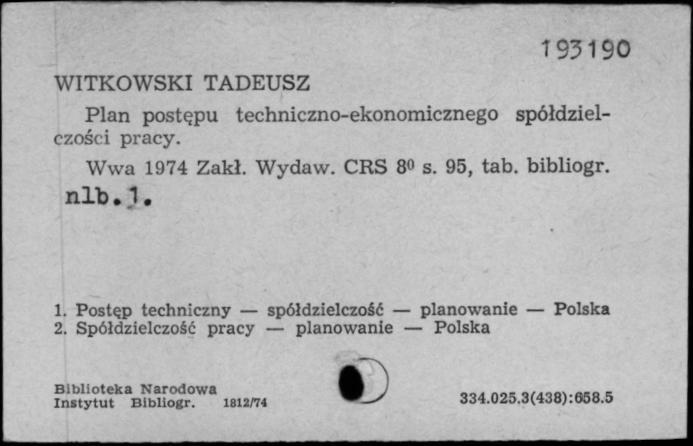 193190
WITKOWSKI TADEUSZ
Plan postępu techniczno-ekonomicznego spółdziel-
czości pracy.
Wwa 1974 Zakł. Wydaw. CRS 8⁰ s. 95, tab. bibliogr.
nlb.1.
1. Postęp techniczny — spółdzielczość — planowanie — Polska
2. Spółdzielczość pracy — planowanie — Polska
Biblioteka Narodowa
Instytut Bibliogr. 1812/74
334.025.3(438):658.5